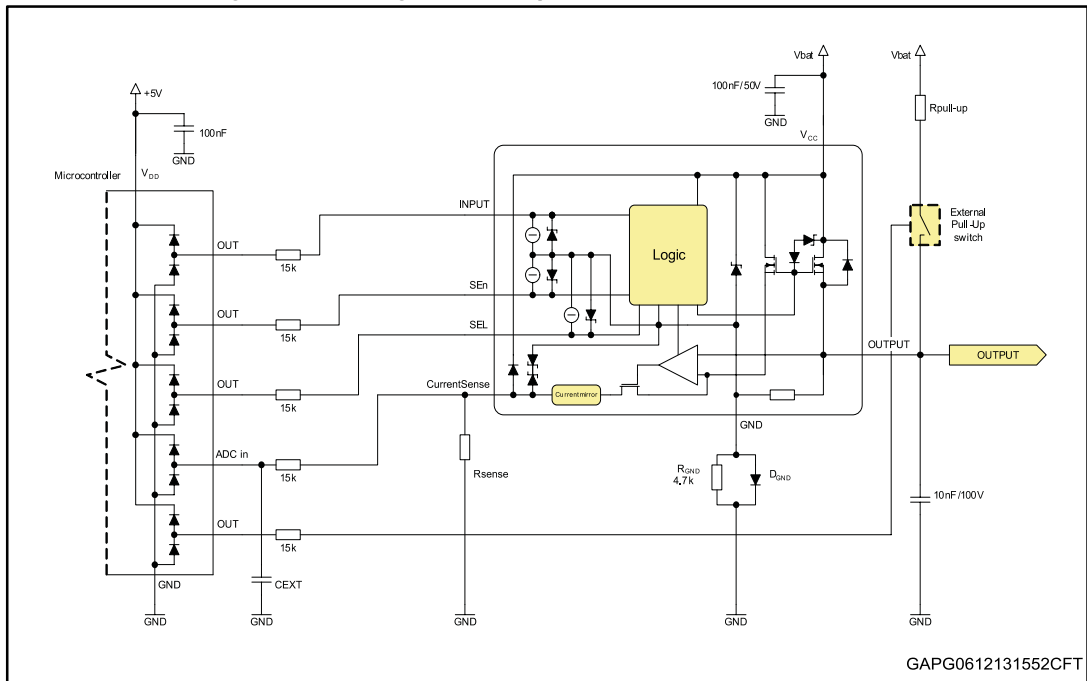 Vbat
Vbat
+5V
100nF/50V
Rpull-up
GND
100nF
GND
VCC
Microcontroller
VDD
INPUT
External
Pull-Up
switch
OUT
Logic
15k
SEn
OUT
SEL
15k
OUTPUT
OUTPUT
OUT
CurrentSense
Currentmirror
15k
GND
ADC in
Rsense
RGND
4.7k
DGND
15k
10nF/100V
OUT
15k
GND
CEXT
GND
GND
GND
GND
GND
GAPG0612131552CFT